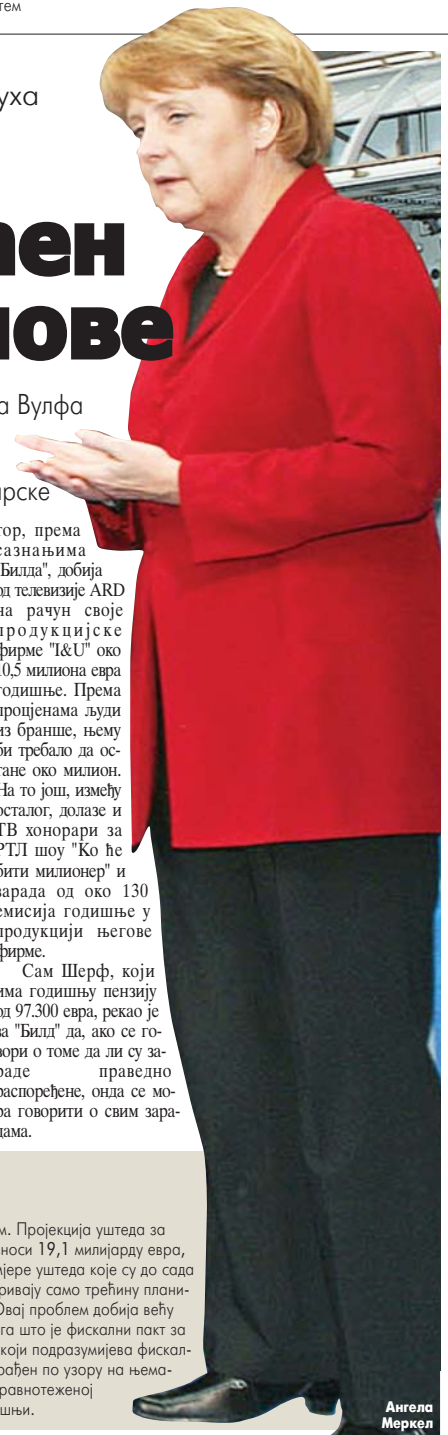 тем
уха
ен
ове
а Вулфа
арске
тор, према
сазнањима
"Билда", добија
од телевизије ARD
на рачун своје
продукцијске
фирме "I&U" око
10,5 милиона евра
годишње. Према
процјенама људи
из бранше, њему
би требало да ос-
тане око милион.
На то још, између
осталог, долазе и
ТВ хонорари за
РТЛ шоу "Ко ће
бити милионер" и
зарада од око 130
емисија годишње у
продукцији његове
фирме.
Сам Шерф, који
има годишњу пензију
од 97.300 евра, рекао је
за "Билд" да, ако се го-
вори о томе да ли су за-
раде праведно
распоређене, онда се мо-
ра говорити о свим зара-
дама.
м. Пројекција уштеда за
носи 19,1 милијарду евра,
мјере уштеда које су до сада
ривају само трећину плани-
Овај проблем добија већу
га што је фискални пакт за
који подразумијева фискал-
рађен по узору на њема-
равнотеженој
шњи.
Ангела
Меркел